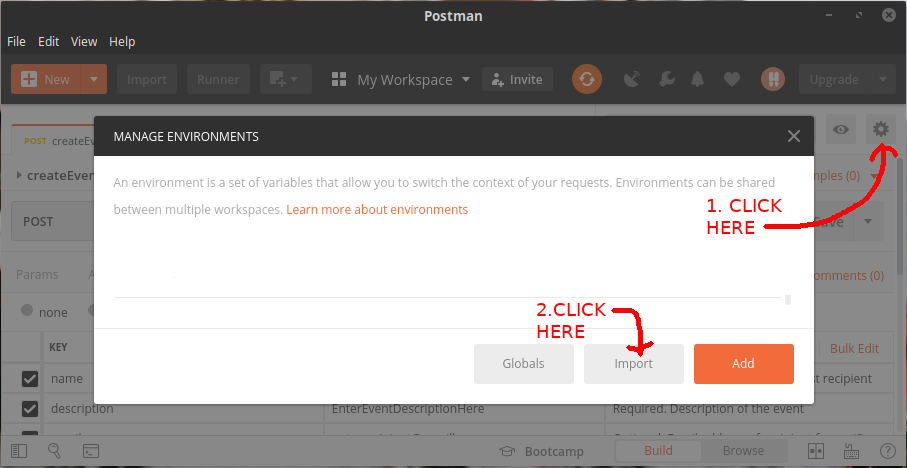 Postman
File Edit View Help
New Import Runner My Workspace Invite Upgrade
POST createEv
MANAGE ENVIRONMENTS
createEven
mples (0)
An environment is a set of variables that allow you to switch the context of your requests. Environments can be shared
between multiple workspaces. Learn more about environments
1. CLICK
HERE
POST
Save
Params
omments (0)
none
2.CLICK
HERE
KEY
Globals Import Add
Bulk Edit
name
st recipient
description EnterEventDescriptionHere Required. Description of the event
Bootcamp Build Browse